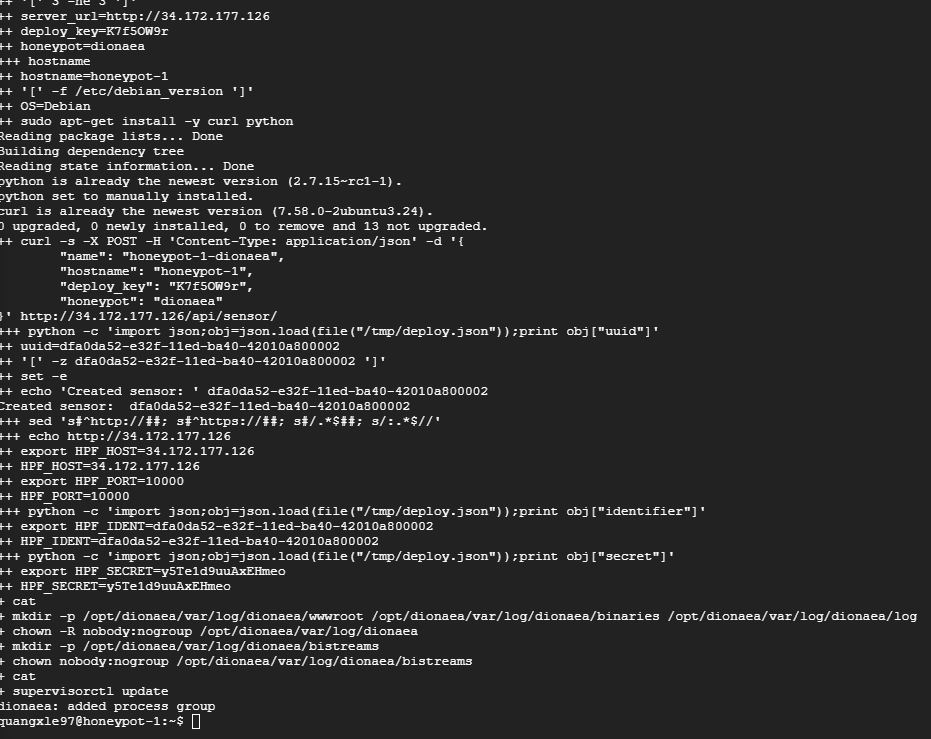 ++ '[' 3 -ne 3 ']'
++ server_url=http://34.172.177.126
++ deploy_key=K7f5OW9r
++ honeypot=dionaea
+++ hostname
++ hostname=honeypot-1
++ '[' -f /etc/debian_version ']'
++ OS=Debian
++ sudo apt-get install -y curl python
Reading package lists... Done
Building dependency tree
Reading state information... Done
python is already the newest version (2.7.15~rc1-1).
python set to manually installed.
curl is already the newest version (7.58.0-2ubuntu3.24).
0 upgraded, 0 newly installed, 0 to remove and 13 not upgraded.
++ curl -s -X POST -H 'Content-Type: application/json' -d '{
        "name": "honeypot-1-dionaea",
        "hostname": "honeypot-1",
        "deploy_key": "K7f5OW9r",
        "honeypot": "dionaea"
}' http://34.172.177.126/api/sensor/
+++ python -c 'import json;obj=json.load(file("/tmp/deploy.json"));print obj["uuid"]'
++ uuid=dfa0da52-e32f-11ed-ba40-42010a800002
++ '[' -z dfa0da52-e32f-11ed-ba40-42010a800002 ']'
++ set -e
++ echo 'Created sensor: ' dfa0da52-e32f-11ed-ba40-42010a800002
Created sensor:  dfa0da52-e32f-11ed-ba40-42010a800002
+++ sed 's#^http://##; s#^https://##; s#/.*$##; s/:.*$//'
+++ echo http://34.172.177.126
++ export HPF_HOST=34.172.177.126
++ HPF_HOST=34.172.177.126
++ export HPF_PORT=10000
++ HPF_PORT=10000
+++ python -c 'import json;obj=json.load(file("/tmp/deploy.json"));print obj["identifier"]'
++ export HPF_IDENT=dfa0da52-e32f-11ed-ba40-42010a800002
++ HPF_IDENT=dfa0da52-e32f-11ed-ba40-42010a800002
+++ python -c 'import json;obj=json.load(file("/tmp/deploy.json"));print obj["secret"]'
++ export HPF_SECRET=y5Te1d9uuAxEHmeo
++ HPF_SECRET=y5Te1d9uuAxEHmeo
+ cat
+ mkdir -p /opt/dionaea/var/log/dionaea/wwwroot /opt/dionaea/var/log/dionaea/binaries /opt/dionaea/var/log/dionaea/log
+ chown -R nobody:nogroup /opt/dionaea/var/log/dionaea
+ mkdir -p /opt/dionaea/var/log/dionaea/bistreams
+ chown nobody:nogroup /opt/dionaea/var/log/dionaea/bistreams
+ cat
+ supervisorctl update
dionaea: added process group
quangxle97@honeypot-1:~$